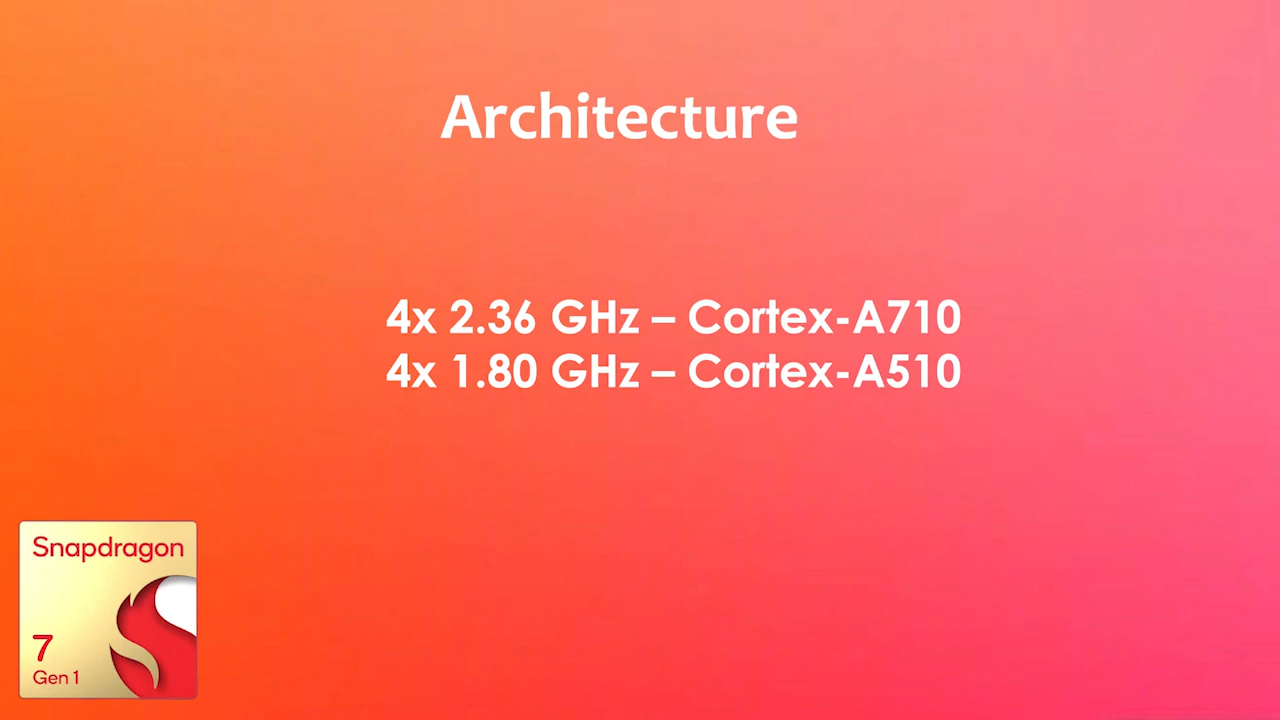 Architecture
4x 2.36 GHz – Cortex-A710
4x 1.80 GHz – Cortex-A510
Snapdragon
7
Gen 1